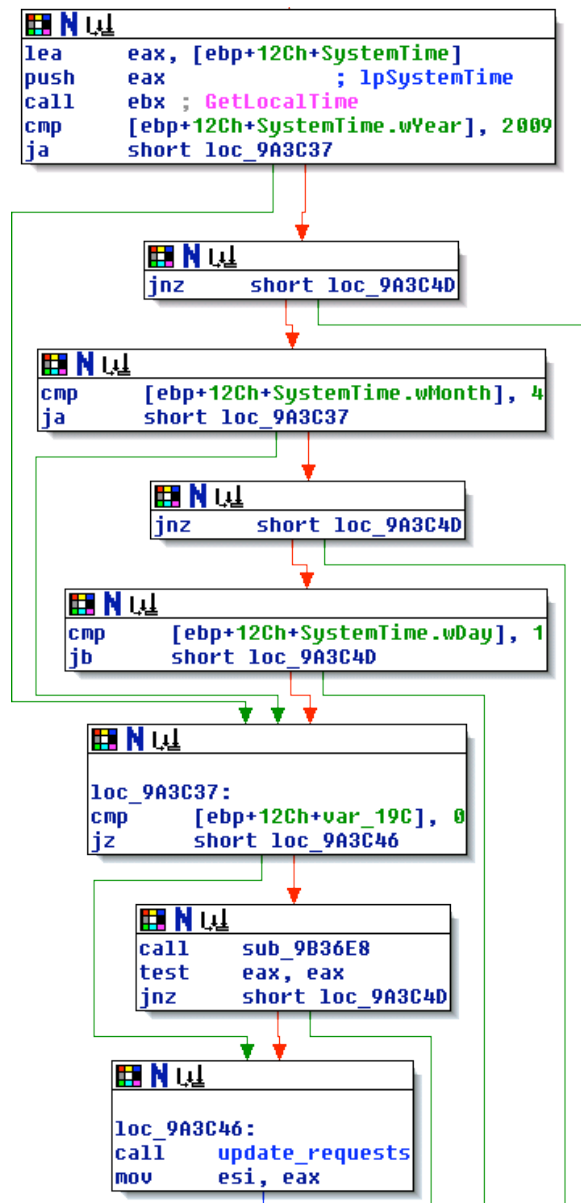 N
lea eax, [ebp+12Ch+SystemTime]
push eax ; lpSystemTime
call ebx ; GetLocalTime
cmp [ebp+12Ch+SystemTime.wYear], 2009
ja short loc_9A3C37
N
jnz short loc_9A3C4D
N
cmp [ebp+12Ch+SystemTime.wMonth], 4
ja short loc_9A3C37
N
jnz short loc_9A3C4D
N
cmp [ebp+12Ch+SystemTime.wDay], 1
jb short loc_9A3C4D
N
loc_9A3C37:
cmp [ebp+12Ch+var_19C], 0
jz short loc_9A3C46
N
call sub_9B36E8
test eax, eax
jnz short loc_9A3C4D
N
loc_9A3C46:
call update_requests
mov esi, eax